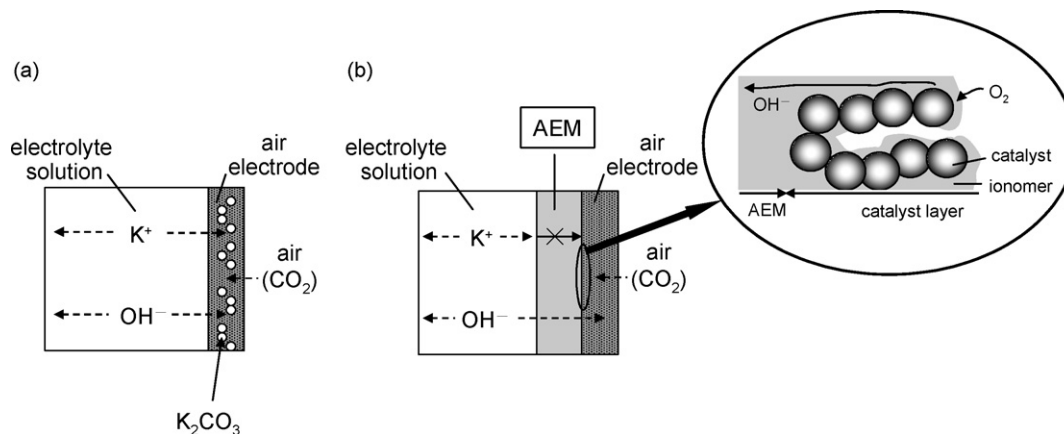 (a)
electrolyte
solution
air
electrode
K⁺
air
(CO₂)
OH⁻
K₂CO₃
(b)
AEM
electrolyte
solution
air
electrode
K⁺
air
(CO₂)
OH⁻
OH⁻
O₂
catalyst
ionomer
AEM
catalyst layer